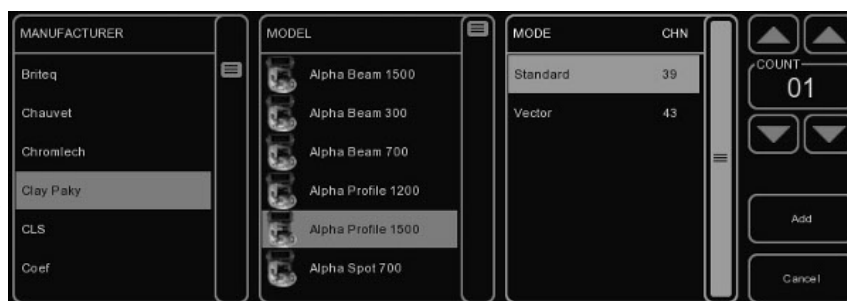 MANUFACTURER
Briteq
Chauvet
Chromlech
Clay Paky
CLS
Coef
MODEL
Alpha Beam 1500
Alpha Beam 300
Alpha Beam 700
Alpha Profile 1200
Alpha Profile 1500
Alpha Spot 700
MODE CHN
Standard 39
Vector 43
COUNT
01
Add
Cancel